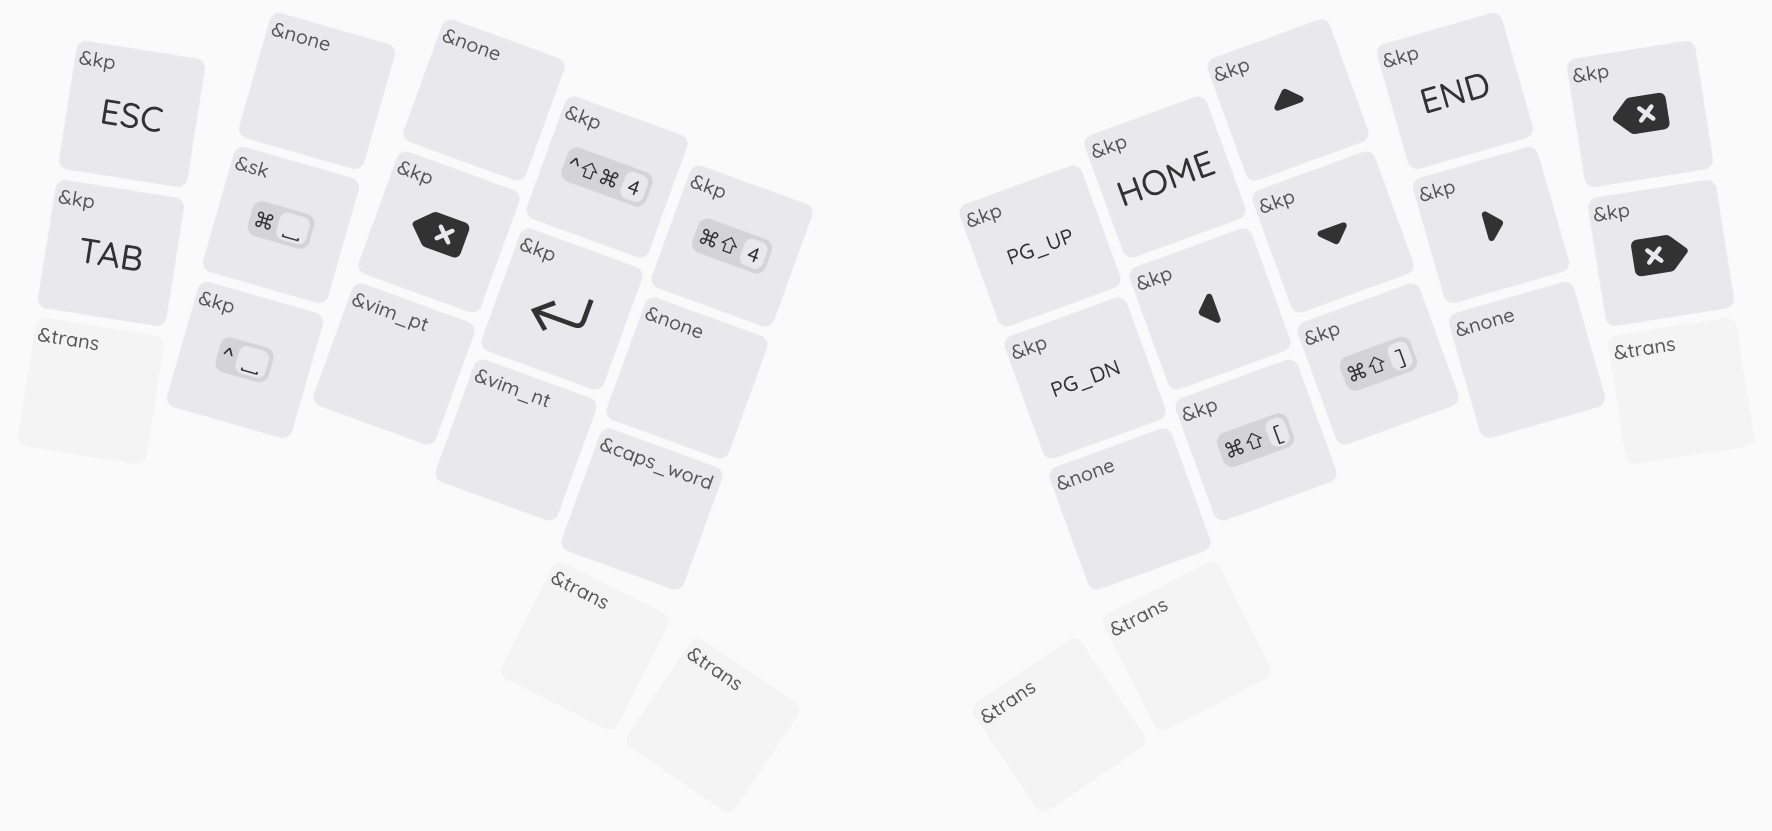 &kp
ESC
&none
&none
&kp
^⇧⌘ 4
&kp
⌘⇧ 4
&kp
TAB
&sk
⌘ ⎵
&kp
&kp
⏎
&none
&trans
&kp
^ ⎵
&vim_pt
&vim_nt
&caps_word
&trans
&trans
&kp
PG_UP
&kp
HOME
&kp
&kp
END
&kp
&kp
PG_DN
&kp
&kp
&kp
&kp
&none
&kp
⌘⇧ [
&kp
⌘⇧ ]
&none
&trans
&trans
&trans